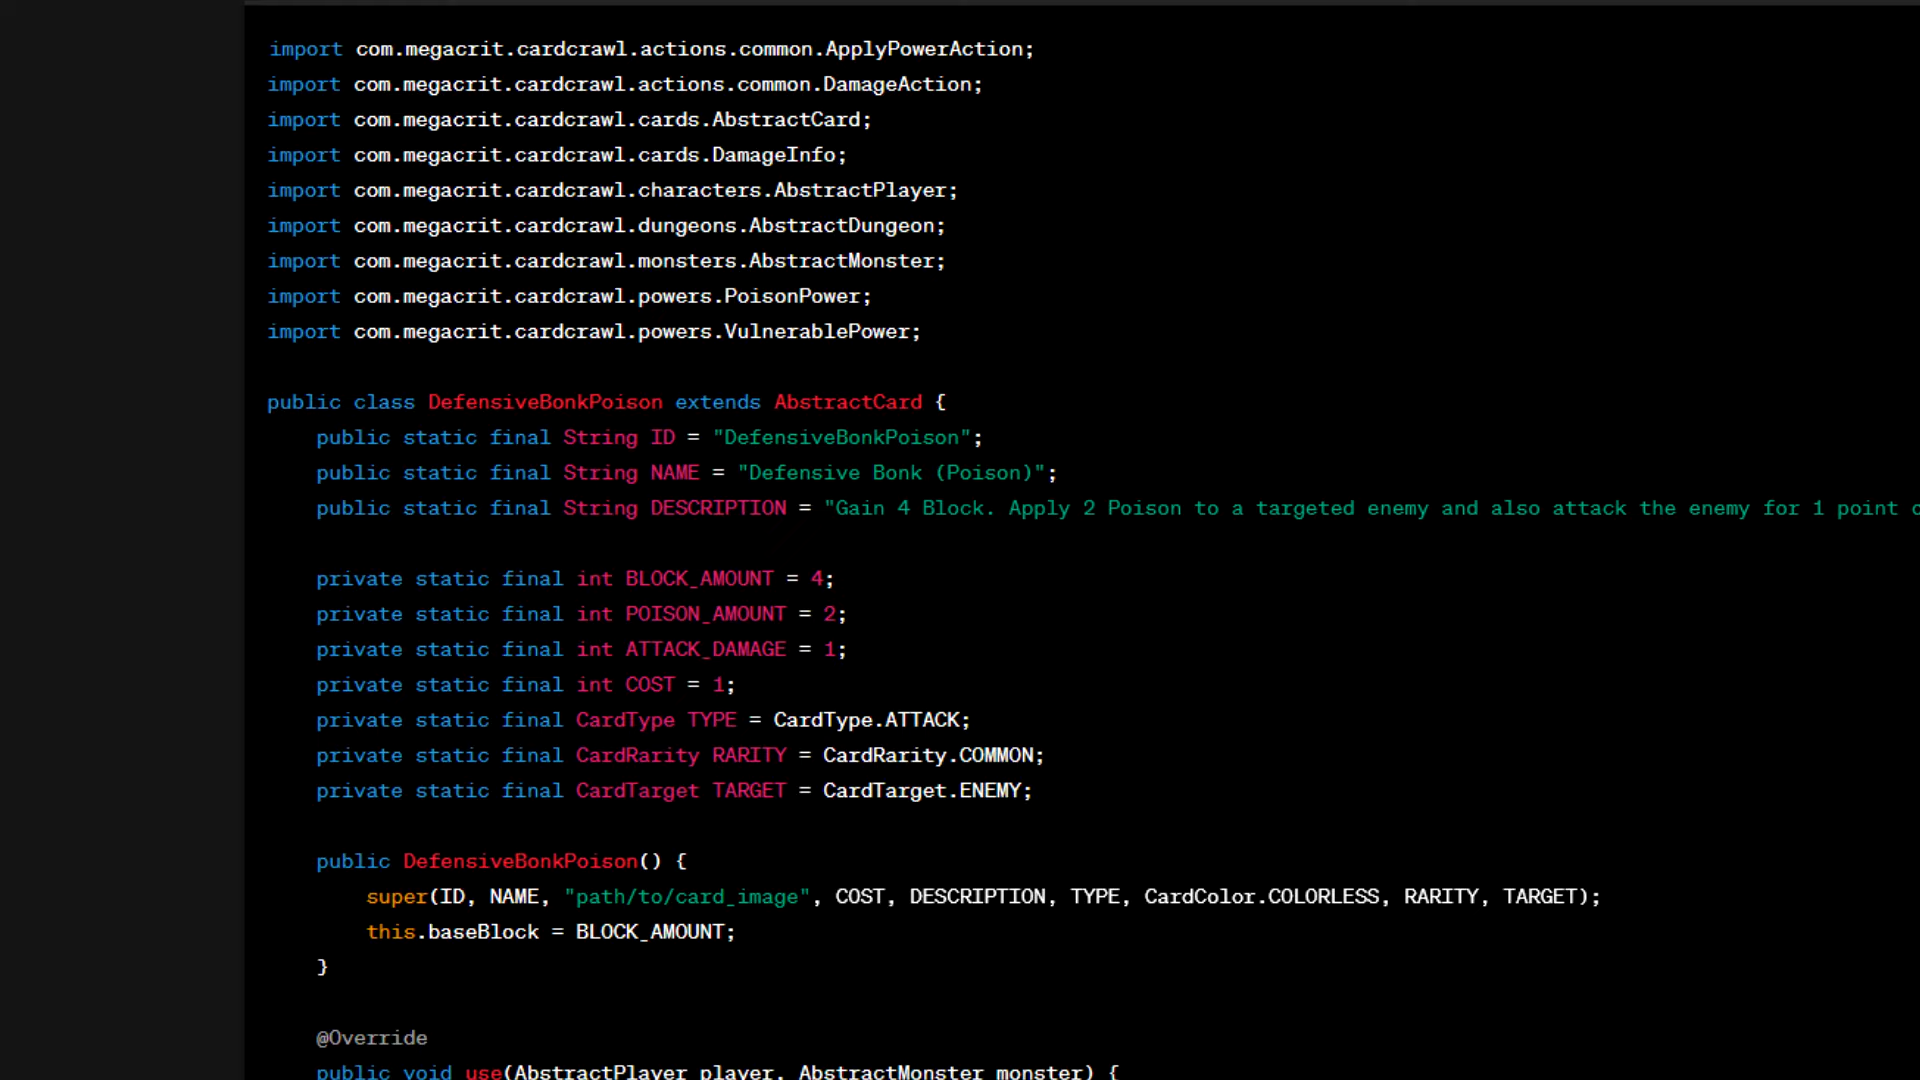 import com.megacrit.cardcrawl.actions.common.ApplyPowerAction;
import com.megacrit.cardcrawl.actions.common.DamageAction;
import com.megacrit.cardcrawl.cards.AbstractCard;
import com.megacrit.cardcrawl.cards.DamageInfo;
import com.megacrit.cardcrawl.characters.AbstractPlayer;
import com.megacrit.cardcrawl.dungeons.AbstractDungeon;
import com.megacrit.cardcrawl.monsters.AbstractMonster;
import com.megacrit.cardcrawl.powers.PoisonPower;
import com.megacrit.cardcrawl.powers.VulnerablePower;

public class DefensiveBonkPoison extends AbstractCard {
    public static final String ID = "DefensiveBonkPoison";
    public static final String NAME = "Defensive Bonk (Poison)";
    public static final String DESCRIPTION = "Gain 4 Block. Apply 2 Poison to a targeted enemy and also attack the enemy for 1 point

    private static final int BLOCK_AMOUNT = 4;
    private static final int POISON_AMOUNT = 2;
    private static final int ATTACK_DAMAGE = 1;
    private static final int COST = 1;
    private static final CardType TYPE = CardType.ATTACK;
    private static final CardRarity RARITY = CardRarity.COMMON;
    private static final CardTarget TARGET = CardTarget.ENEMY;

    public DefensiveBonkPoison() {
        super(ID, NAME, "path/to/card_image", COST, DESCRIPTION, TYPE, CardColor.COLORLESS, RARITY, TARGET);
        this.baseBlock = BLOCK_AMOUNT;
    }

    @Override
    public void use(AbstractPlayer player, AbstractMonster monster) {